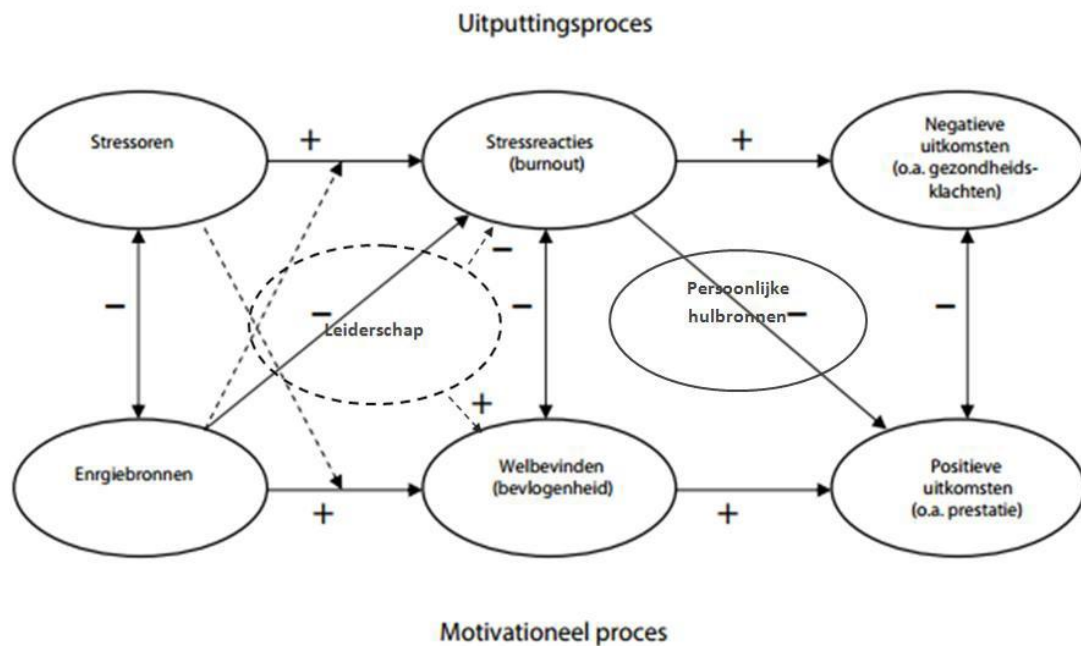 Uitputtingsproces
Stressoren
+
Stressreacties
(burnout)
+
Negatieve
uitkomsten
(o.a. gezondheids-
klachten)
−
−
Leiderschap
−
−
Persoonlijke
hulbronnen
−
−
+
Enrgiebronnen
+
Welbevinden
(bevlogenheid)
+
Positieve
uitkomsten
(o.a. prestatie)
Motivationeel proces